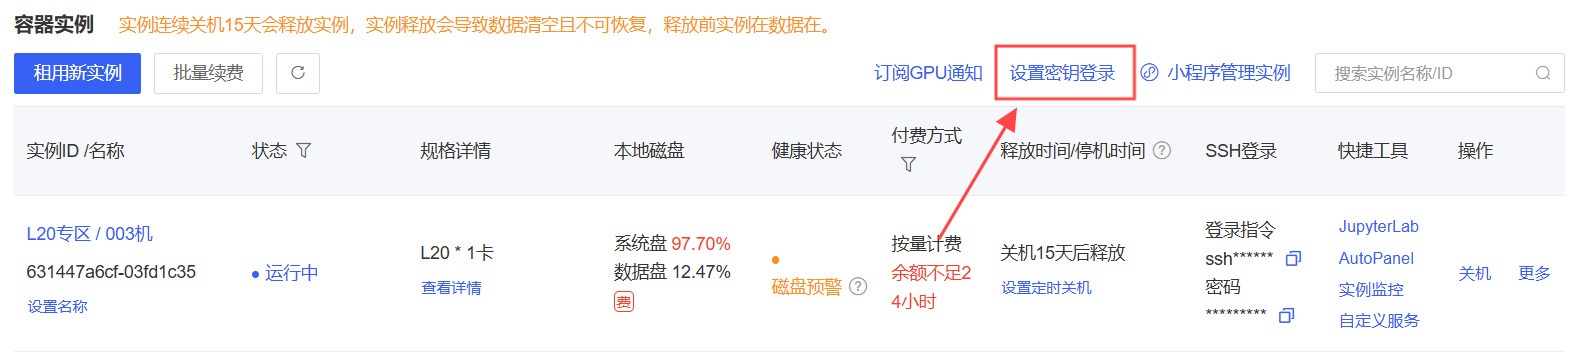 容器实例 实例连续关机15天会释放实例，实例释放会导致数据清空且不可恢复，释放前实例在数据在。
租用新实例 批量续费 订阅GPU通知 设置密钥登录 小程序管理实例 搜索实例名称/ID
实例ID /名称 状态 规格详情 本地磁盘 健康状态 付费方式 释放时间/停机时间 SSH登录 快捷工具 操作
L20专区 / 003机
631447a6cf-03fd1c35
设置名称
运行中
L20 * 1卡
查看详情
系统盘 97.70%
数据盘 12.47%
费
磁盘预警
按量计费
余额不足2
4小时
关机15天后释放
设置定时关机
登录指令
ssh******
密码
*********
JupyterLab
AutoPanel
实例监控
自定义服务
关机 更多